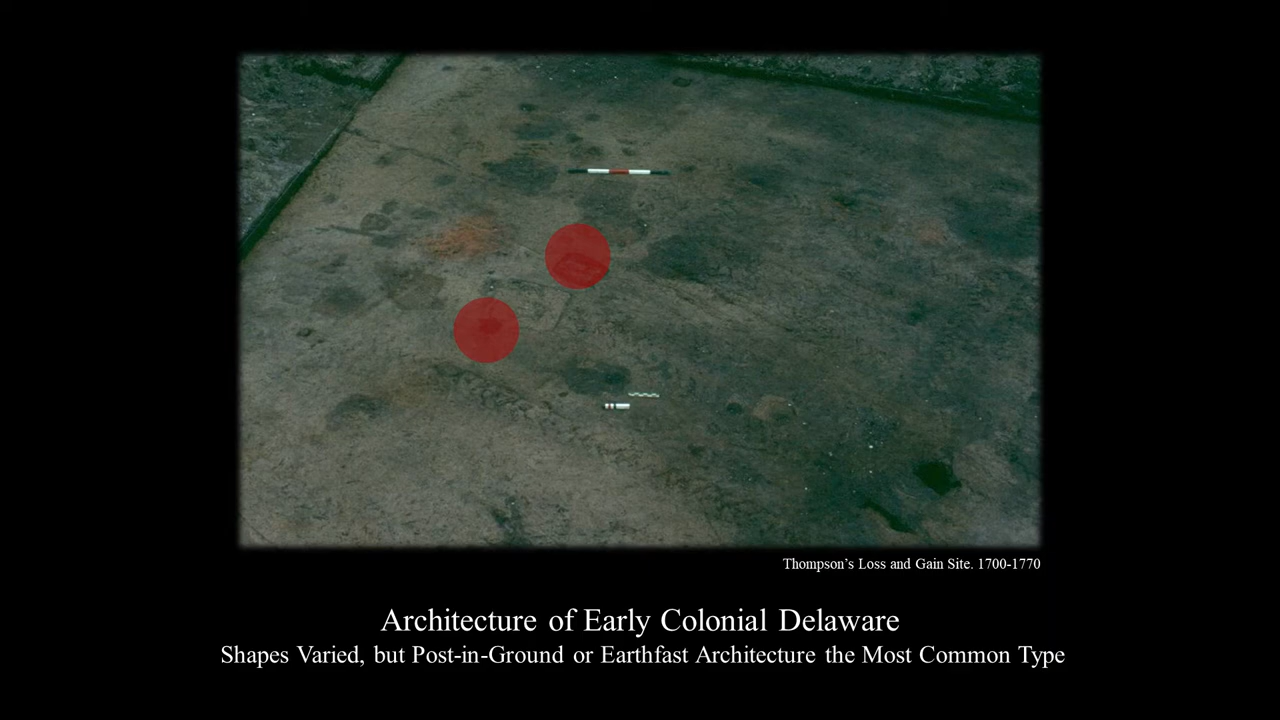 Thompson’s Loss and Gain Site. 1700-1770
Architecture of Early Colonial Delaware
Shapes Varied, but Post-in-Ground or Earthfast Architecture the Most Common Type